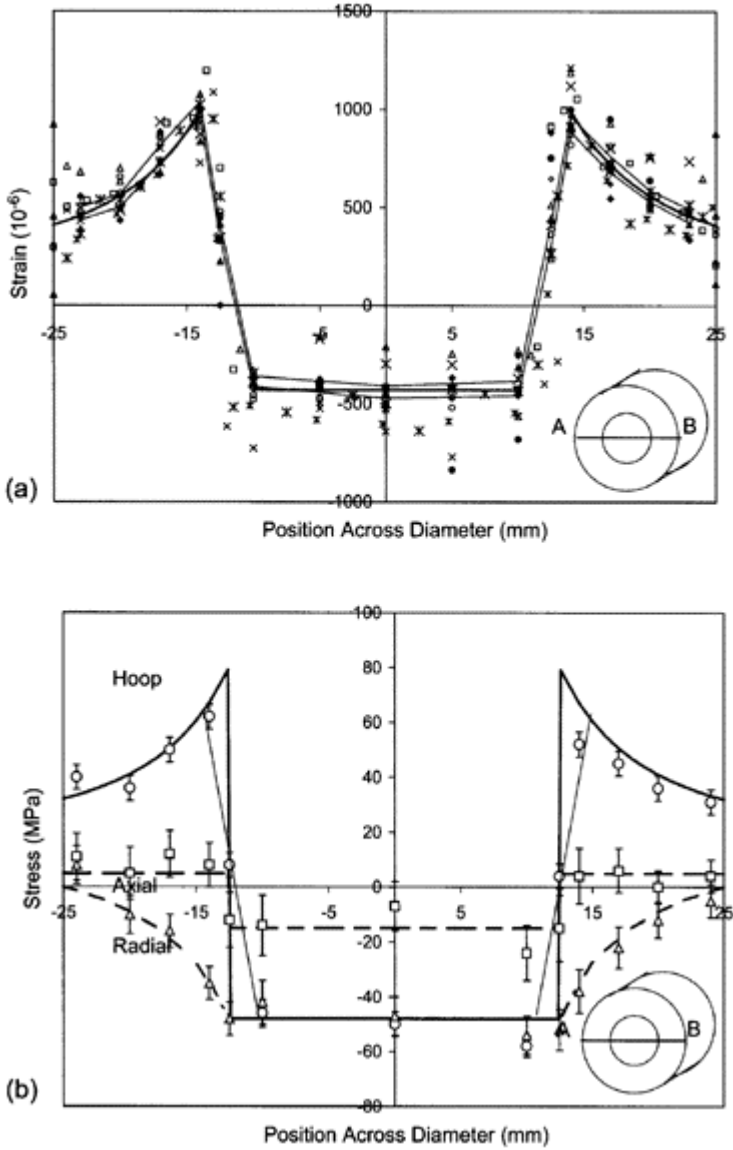 1500
1000
500
0
-25
-15
-5
5
15
25
-500
-1000
Strain (10⁻⁶)
A
B
(a)
Position Across Diameter (mm)
100
80
Hoop
60
40
20
Axial
0
-25
-15
-5
5
15
25
Radial
-20
-40
A
B
-60
-80
Stress (MPa)
(b)
Position Across Diameter (mm)